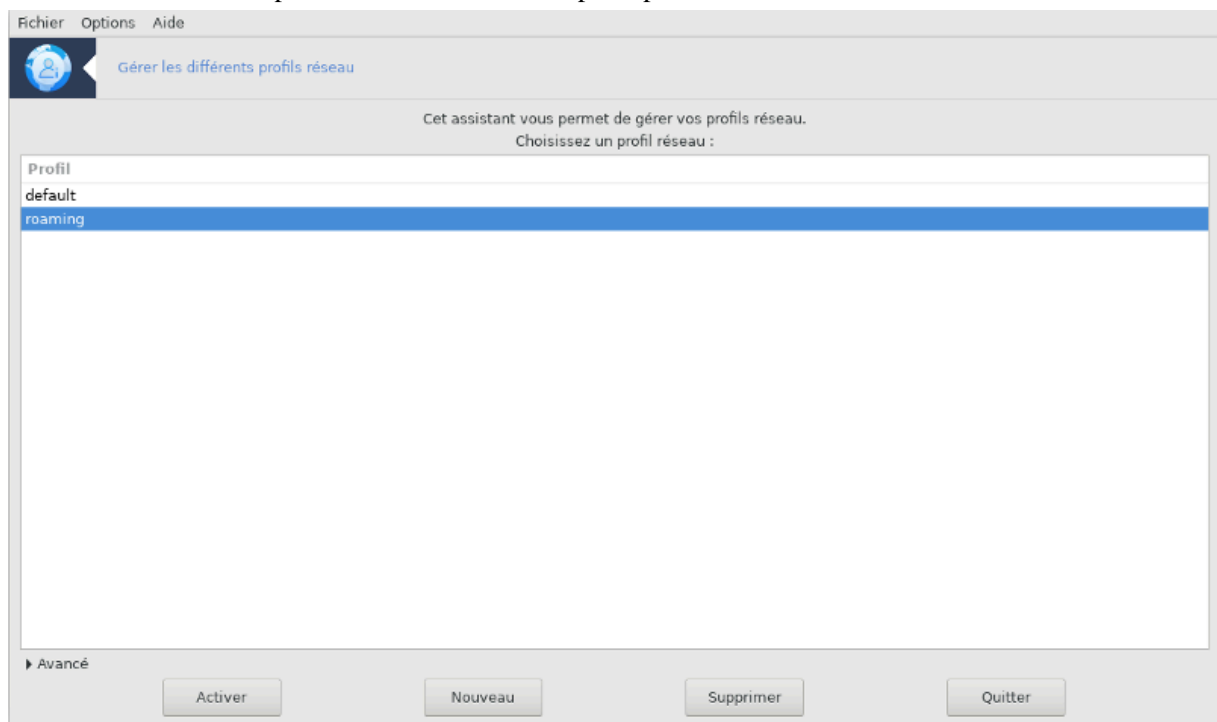 Fichier Options Aide
Gérer les différents profils réseau
Cet assistant vous permet de gérer vos profils réseau.
Choisissez un profil réseau :
Profil
default
roaming
Avancé
Activer Nouveau Supprimer Quitter